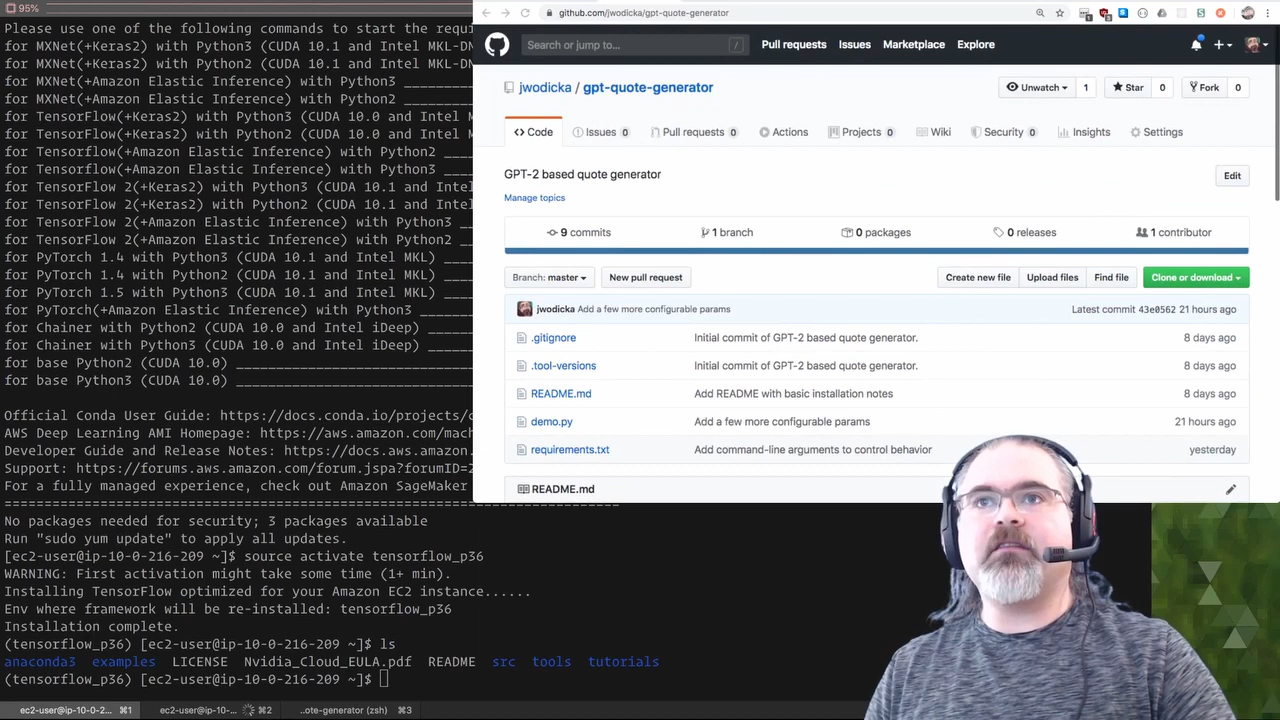 95%
Please use one of the following commands to start the requi
for MXNet(+Keras2) with Python3 (CUDA 10.1 and Intel MKL-DN
for MXNet(+Keras2) with Python2 (CUDA 10.1 and Intel MKL-DN
for MXNet(+Amazon Elastic Inference) with Python3
for MXNet(+Amazon Elastic Inference) with Python2
for TensorFlow(+Keras2) with Python3 (CUDA 10.0 and Intel M
for TensorFlow(+Keras2) with Python2 (CUDA 10.0 and Intel M
for Tensorflow(+Amazon Elastic Inference) with Python2
for Tensorflow(+Amazon Elastic Inference) with Python3
for TensorFlow 2(+Keras2) with Python3 (CUDA 10.1 and Intel
for TensorFlow 2(+Keras2) with Python2 (CUDA 10.1 and Intel
for Tensorflow 2(+Amazon Elastic Inference) with Python3
for Tensorflow 2(+Amazon Elastic Inference) with Python2
for PyTorch 1.4 with Python3 (CUDA 10.1 and Intel MKL)
for PyTorch 1.4 with Python2 (CUDA 10.1 and Intel MKL)
for PyTorch 1.5 with Python3 (CUDA 10.1 and Intel MKL)
for PyTorch(+Amazon Elastic Inference) with Python3
for Chainer with Python2 (CUDA 10.0 and Intel iDeep)
for Chainer with Python3 (CUDA 10.0 and Intel iDeep)
for base Python2 (CUDA 10.0)
for base Python3 (CUDA 10.0)
Official Conda User Guide: https://docs.conda.io/projects/c
AWS Deep Learning AMI Homepage: https://aws.amazon.com/mach
Developer Guide and Release Notes: https://docs.aws.amazon.
Support: https://forums.aws.amazon.com/forum.jspa?forumID=2
For a fully managed experience, check out Amazon SageMaker
No packages needed for security; 3 packages available
Run "sudo yum update" to apply all updates.
[ec2-user@ip-10-0-216-209 ~]$ source activate tensorflow_p36
WARNING: First activation might take some time (1+ min).
Installing TensorFlow optimized for your Amazon EC2 instance......
Env where framework will be re-installed: tensorflow_p36
Installation complete.
(tensorflow_p36) [ec2-user@ip-10-0-216-209 ~]$ ls
anaconda3 examples LICENSE Nvidia_Cloud_EULA.pdf README src tools tutorials
(tensorflow_p36) [ec2-user@ip-10-0-216-209 ~]$
ec2-user@ip-10-0-2... ⌘1 ec2-user@ip-10-... ⌘2 ..ote-generator (zsh) ⌘3
github.com/jwodicka/gpt-quote-generator
Search or jump to... / Pull requests Issues Marketplace Explore
jwodicka / gpt-quote-generator Unwatch 1 Star 0 Fork 0
Code Issues 0 Pull requests 0 Actions Projects 0 Wiki Security 0 Insights Settings
GPT-2 based quote generator Edit
Manage topics
9 commits 1 branch 0 packages 0 releases 1 contributor
Branch: master New pull request Create new file Upload files Find file Clone or download
jwodicka Add a few more configurable params Latest commit 43e0562 21 hours ago
.gitignore Initial commit of GPT-2 based quote generator. 8 days ago
.tool-versions Initial commit of GPT-2 based quote generator. 8 days ago
README.md Add README with basic installation notes 8 days ago
demo.py Add a few more configurable params 21 hours ago
requirements.txt Add command-line arguments to control behavior yesterday
README.md